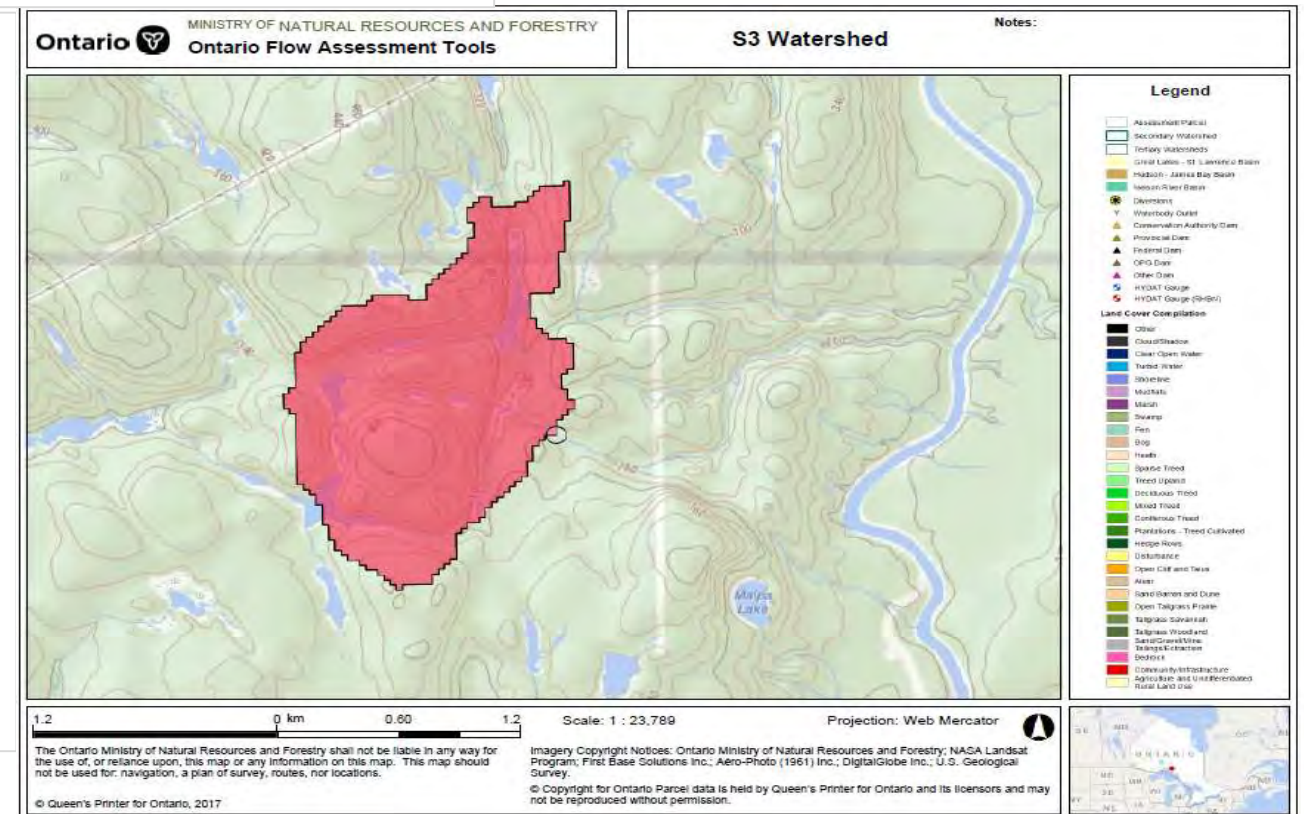 Ontario
MINISTRY OF NATURAL RESOURCES AND FORESTRY
Ontario Flow Assessment Tools
S3 Watershed
Notes:
Maipa
Lake
Legend
Assessment Parcel
Secondary Watershed
Tertiary Watersheds
Great Lakes - St. Lawrence Basin
Hudson - James Bay Basin
Nelson River Basin
Diversions
Waterbody Outlet
Conservation Authority Dam
Provincial Dam
Federal Dam
OPG Dam
Other Dam
HYDAT Gauge
HYDAT Gauge (RHBN)
Land Cover Compilation
Other
Cloud/Shadow
Clear Open Water
Turbid Water
Shoreline
Mudflats
Marsh
Swamp
Fen
Bog
Heath
Sparse Treed
Treed Upland
Deciduous Treed
Mixed Treed
Coniferous Treed
Plantations - Treed Cultivated
Hedge Rows
Disturbance
Open Cliff and Talus
Alvar
Sand Barren and Dune
Open Tallgrass Prairie
Tallgrass Savannah
Tallgrass Woodland
Sand/Gravel/Mine
Tailings/Extraction
Bedrock
Community/Infrastructure
Agriculture and Undifferentiated
Rural Land Use
1.2 0 km 0.60 1.2
Scale: 1 : 23,789
Projection: Web Mercator
The Ontario Ministry of Natural Resources and Forestry shall not be liable in any way for
the use of, or reliance upon, this map or any information on this map. This map should
not be used for: navigation, a plan of survey, routes, nor locations.
© Queen's Printer for Ontario, 2017
Imagery Copyright Notices: Ontario Ministry of Natural Resources and Forestry; NASA Landsat
Program; First Base Solutions Inc.; Aéro-Photo (1961) Inc.; DigitalGlobe Inc.; U.S. Geological
Survey.
© Copyright for Ontario Parcel data is held by Queen's Printer for Ontario and its licensors and may
not be reproduced without permission.
ONTARIO